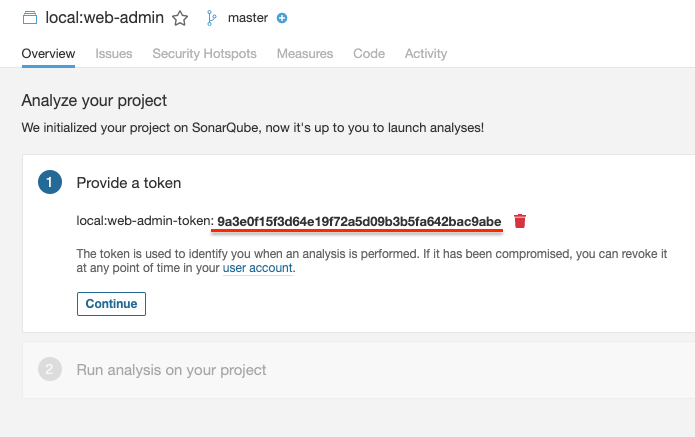 local:web-admin master
Overview Issues Security Hotspots Measures Code Activity
Analyze your project
We initialized your project on SonarQube, now it's up to you to launch analyses!
1 Provide a token
local:web-admin-token: 9a3e0f15f3d64e19f72a5d09b3b5fa642bac9abe
The token is used to identify you when an analysis is performed. If it has been compromised, you can revoke it
at any point of time in your user account.
Continue
2 Run analysis on your project